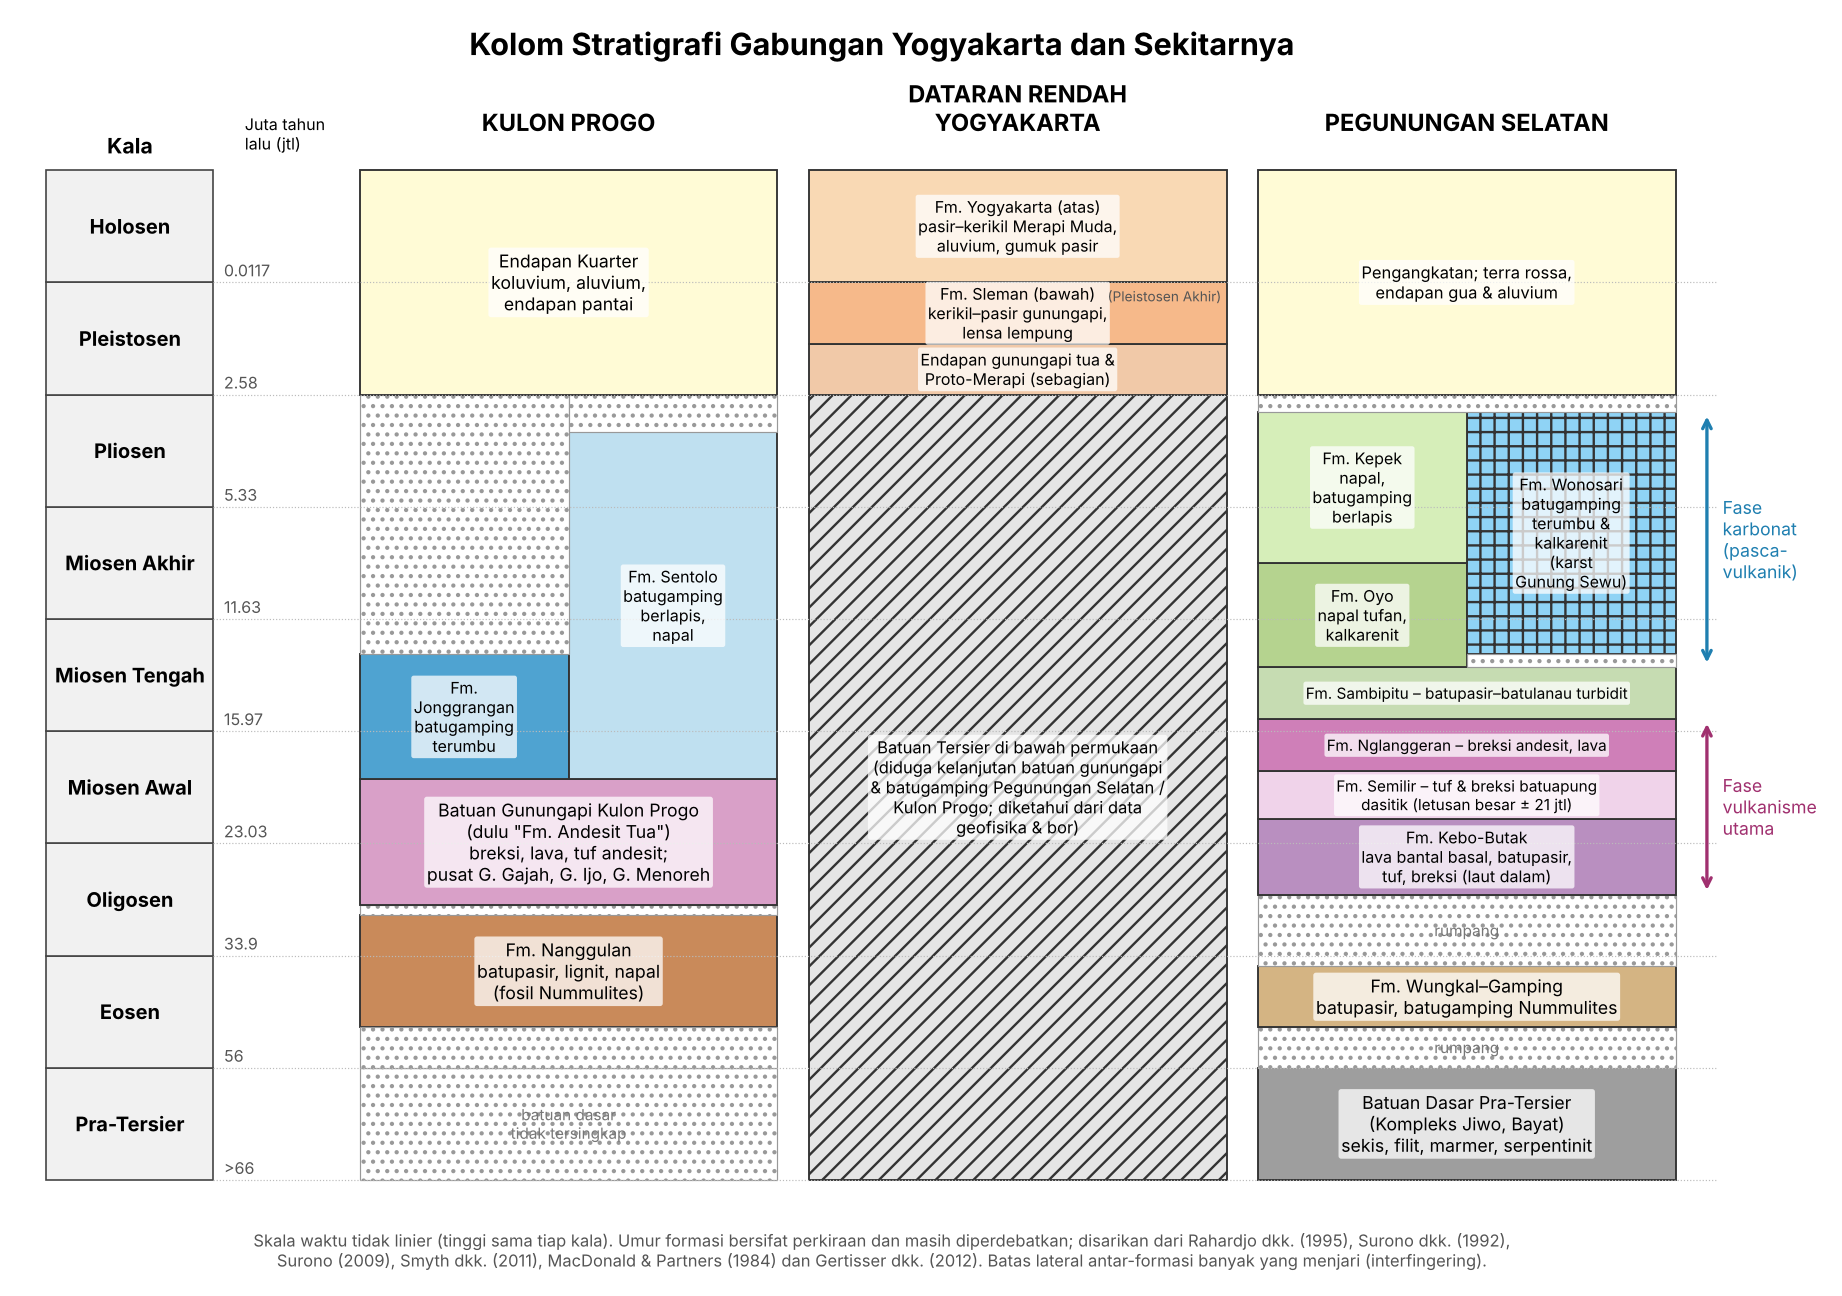 Kolom Stratigrafi Gabungan Yogyakarta dan Sekitarnya
Kala
Juta tahun
lalu (jtl)
KULON PROGO
DATARAN RENDAH
YOGYAKARTA
PEGUNUNGAN SELATAN
Holosen
0.0117
Pleistosen
2.58
Pliosen
5.33
Miosen Akhir
11.63
Miosen Tengah
15.97
Miosen Awal
23.03
Oligosen
33.9
Eosen
56
Pra-Tersier
>66
Endapan Kuarter
koluvium, aluvium,
endapan pantai
Fm. Sentolo
batugamping
berlapis,
napal
Fm.
Jonggrangan
batugamping
terumbu
Batuan Gunungapi Kulon Progo
(dulu "Fm. Andesit Tua")
breksi, lava, tuf andesit;
pusat G. Gajah, G. Ijo, G. Menoreh
Fm. Nanggulan
batupasir, lignit, napal
(fosil Nummulites)
batuan dasar
tidak tersingkap
Fm. Yogyakarta (atas)
pasir–kerikil Merapi Muda,
aluvium, gumuk pasir
Fm. Sleman (bawah)
kerikil–pasir gunungapi,
lensa lempung
(Pleistosen Akhir)
Endapan gunungapi tua &
Proto-Merapi (sebagian)
Batuan Tersier di bawah permukaan
(diduga kelanjutan batuan gunungapi
& batugamping Pegunungan Selatan /
Kulon Progo; diketahui dari data
geofisika & bor)
Pengangkatan; terra rossa,
endapan gua & aluvium
Fm. Kepek
napal,
batugamping
berlapis
Fm. Wonosari
batugamping
terumbu &
kalkarenit
(karst
Gunung Sewu)
Fm. Oyo
napal tufan,
kalkarenit
Fm. Sambipitu – batupasir–batulanau turbidit
Fm. Nglanggeran – breksi andesit, lava
Fm. Semilir – tuf & breksi batuapung
dasitik (letusan besar ± 21 jtl)
Fm. Kebo-Butak
lava bantal basal, batupasir,
tuf, breksi (laut dalam)
rumpang
Fm. Wungkal–Gamping
batupasir, batugamping Nummulites
rumpang
Batuan Dasar Pra-Tersier
(Kompleks Jiwo, Bayat)
sekis, filit, marmer, serpentinit
Fase
karbonat
(pasca-
vulkanik)
Fase
vulkanisme
utama
Skala waktu tidak linier (tinggi sama tiap kala). Umur formasi bersifat perkiraan dan masih diperdebatkan; disarikan dari Rahardjo dkk. (1995), Surono dkk. (1992),
Surono (2009), Smyth dkk. (2011), MacDonald & Partners (1984) dan Gertisser dkk. (2012). Batas lateral antar-formasi banyak yang menjari (interfingering).